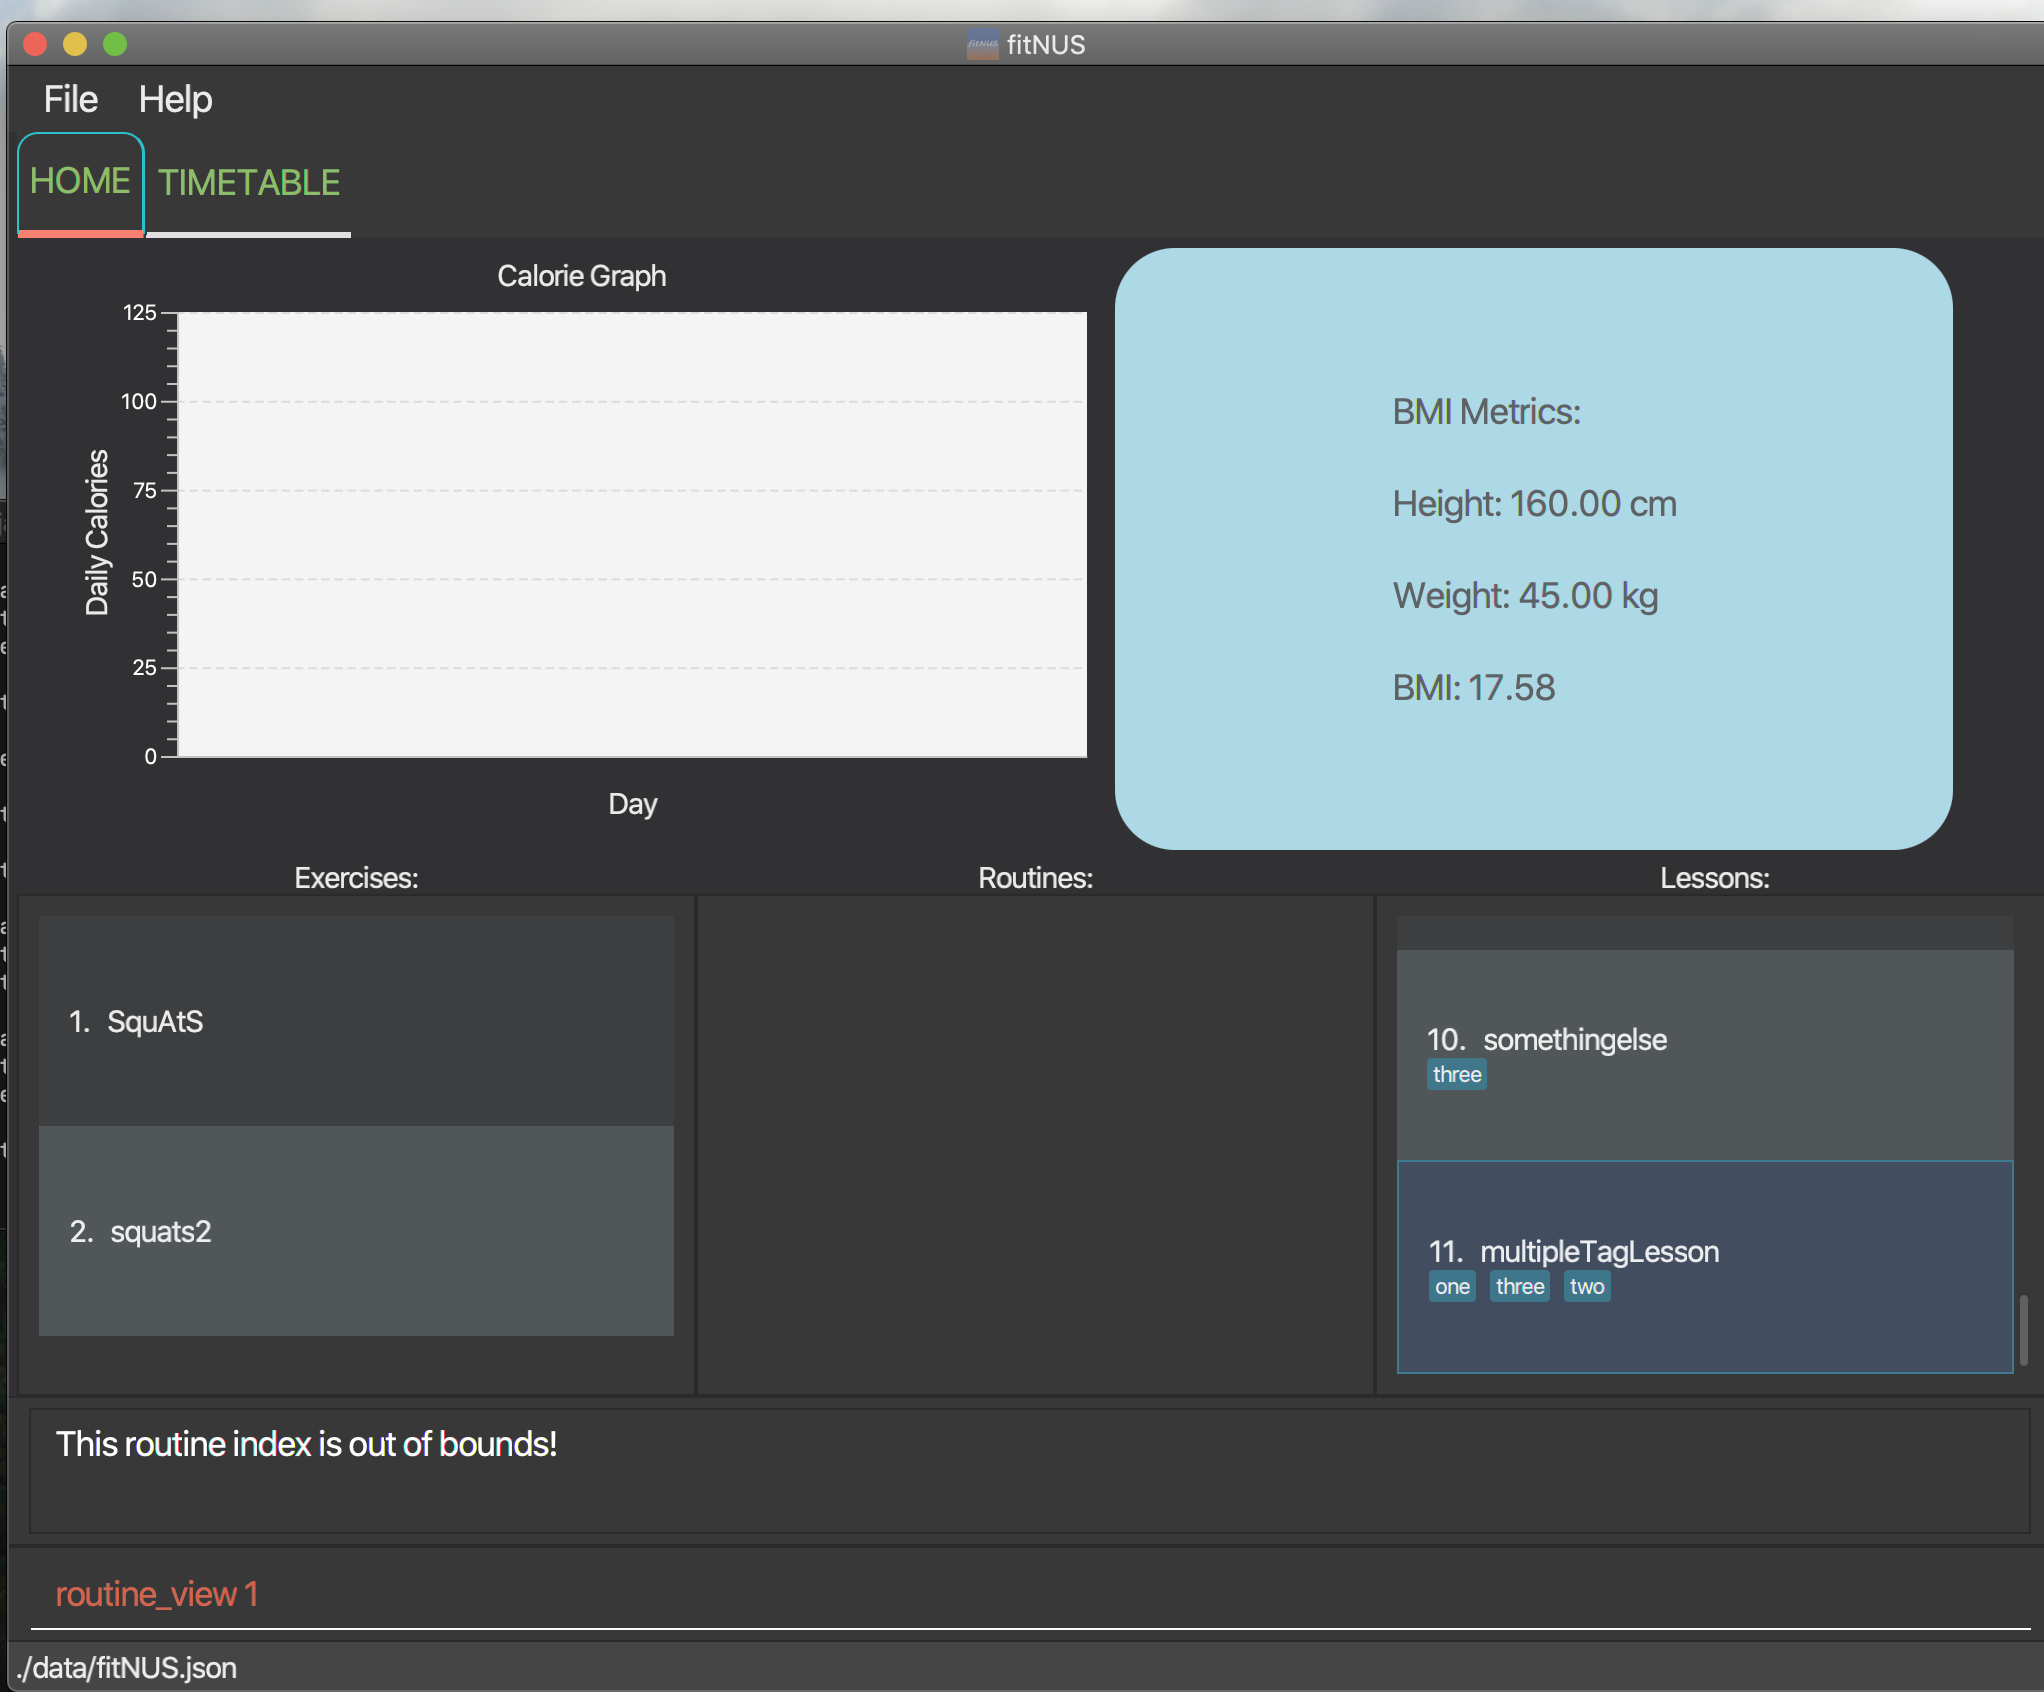 fitNUS
File Help
HOME TIMETABLE
Calorie Graph
125
100
75
50
25
0
Daily Calories
Day
BMI Metrics:
Height: 160.00 cm
Weight: 45.00 kg
BMI: 17.58
Exercises:
1. SquAtS
2. squats2
Routines:
Lessons:
10. somethingelse
three
11. multipleTagLesson
one three two
This routine index is out of bounds!
routine_view 1
./data/fitNUS.json